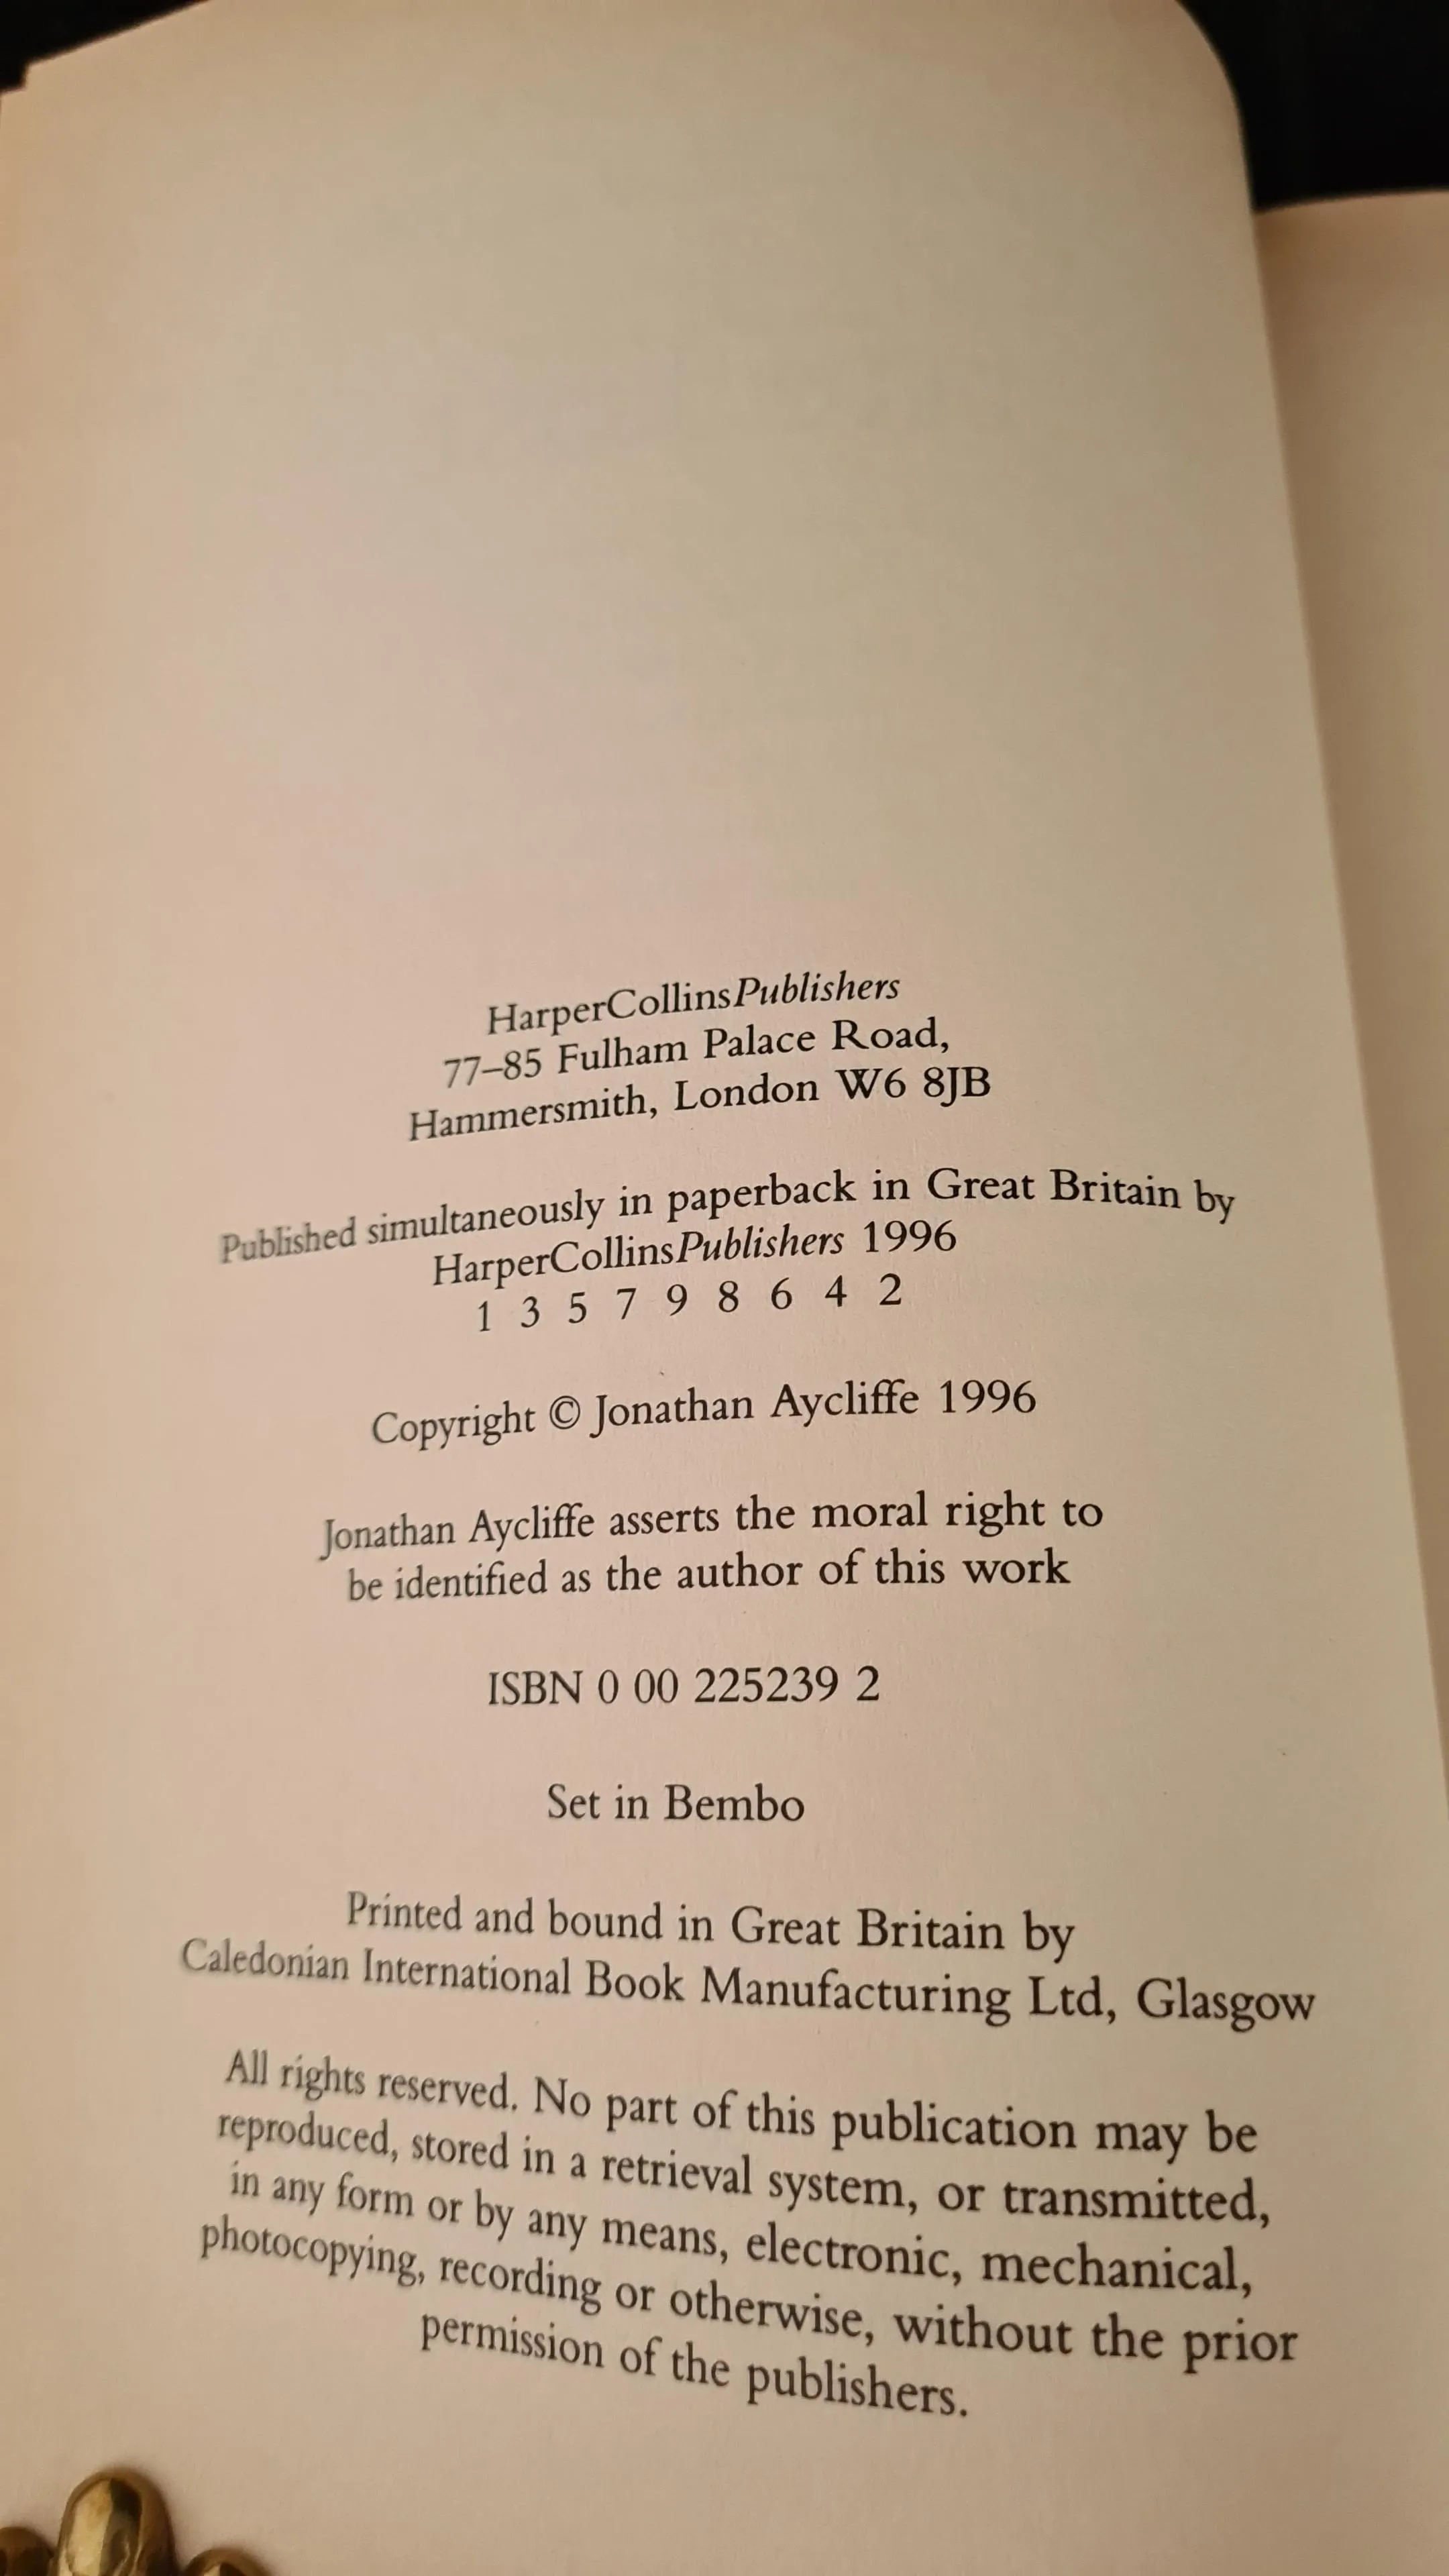 HarperCollinsPublishers
77–85 Fulham Palace Road,
Hammersmith, London W6 8JB
Published simultaneously in paperback in Great Britain by
HarperCollinsPublishers 1996
1 3 5 7 9 8 6 4 2
Copyright © Jonathan Aycliffe 1996
Jonathan Aycliffe asserts the moral right to
be identified as the author of this work
ISBN 0 00 225239 2
Set in Bembo
Printed and bound in Great Britain by
Caledonian International Book Manufacturing Ltd, Glasgow
All rights reserved. No part of this publication may be
reproduced, stored in a retrieval system, or transmitted,
in any form or by any means, electronic, mechanical,
photocopying, recording or otherwise, without the prior
permission of the publishers.